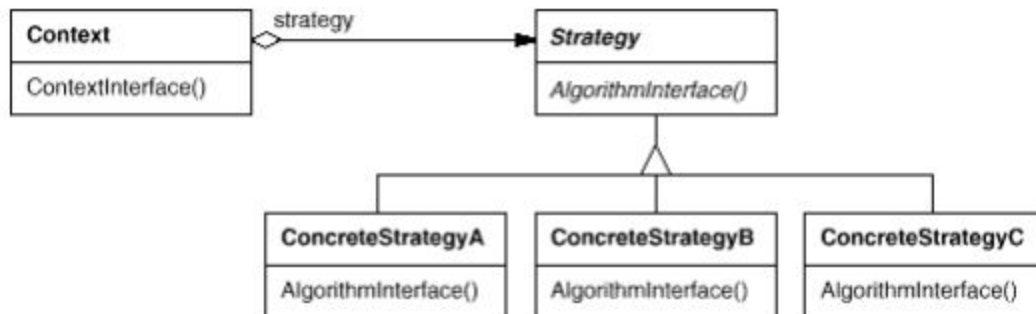 strategy
Context
Strategy
ContextInterface()
AlgorithmInterface()
ConcreteStrategyA
ConcreteStrategyB
ConcreteStrategyC
AlgorithmInterface()
AlgorithmInterface()
AlgorithmInterface()